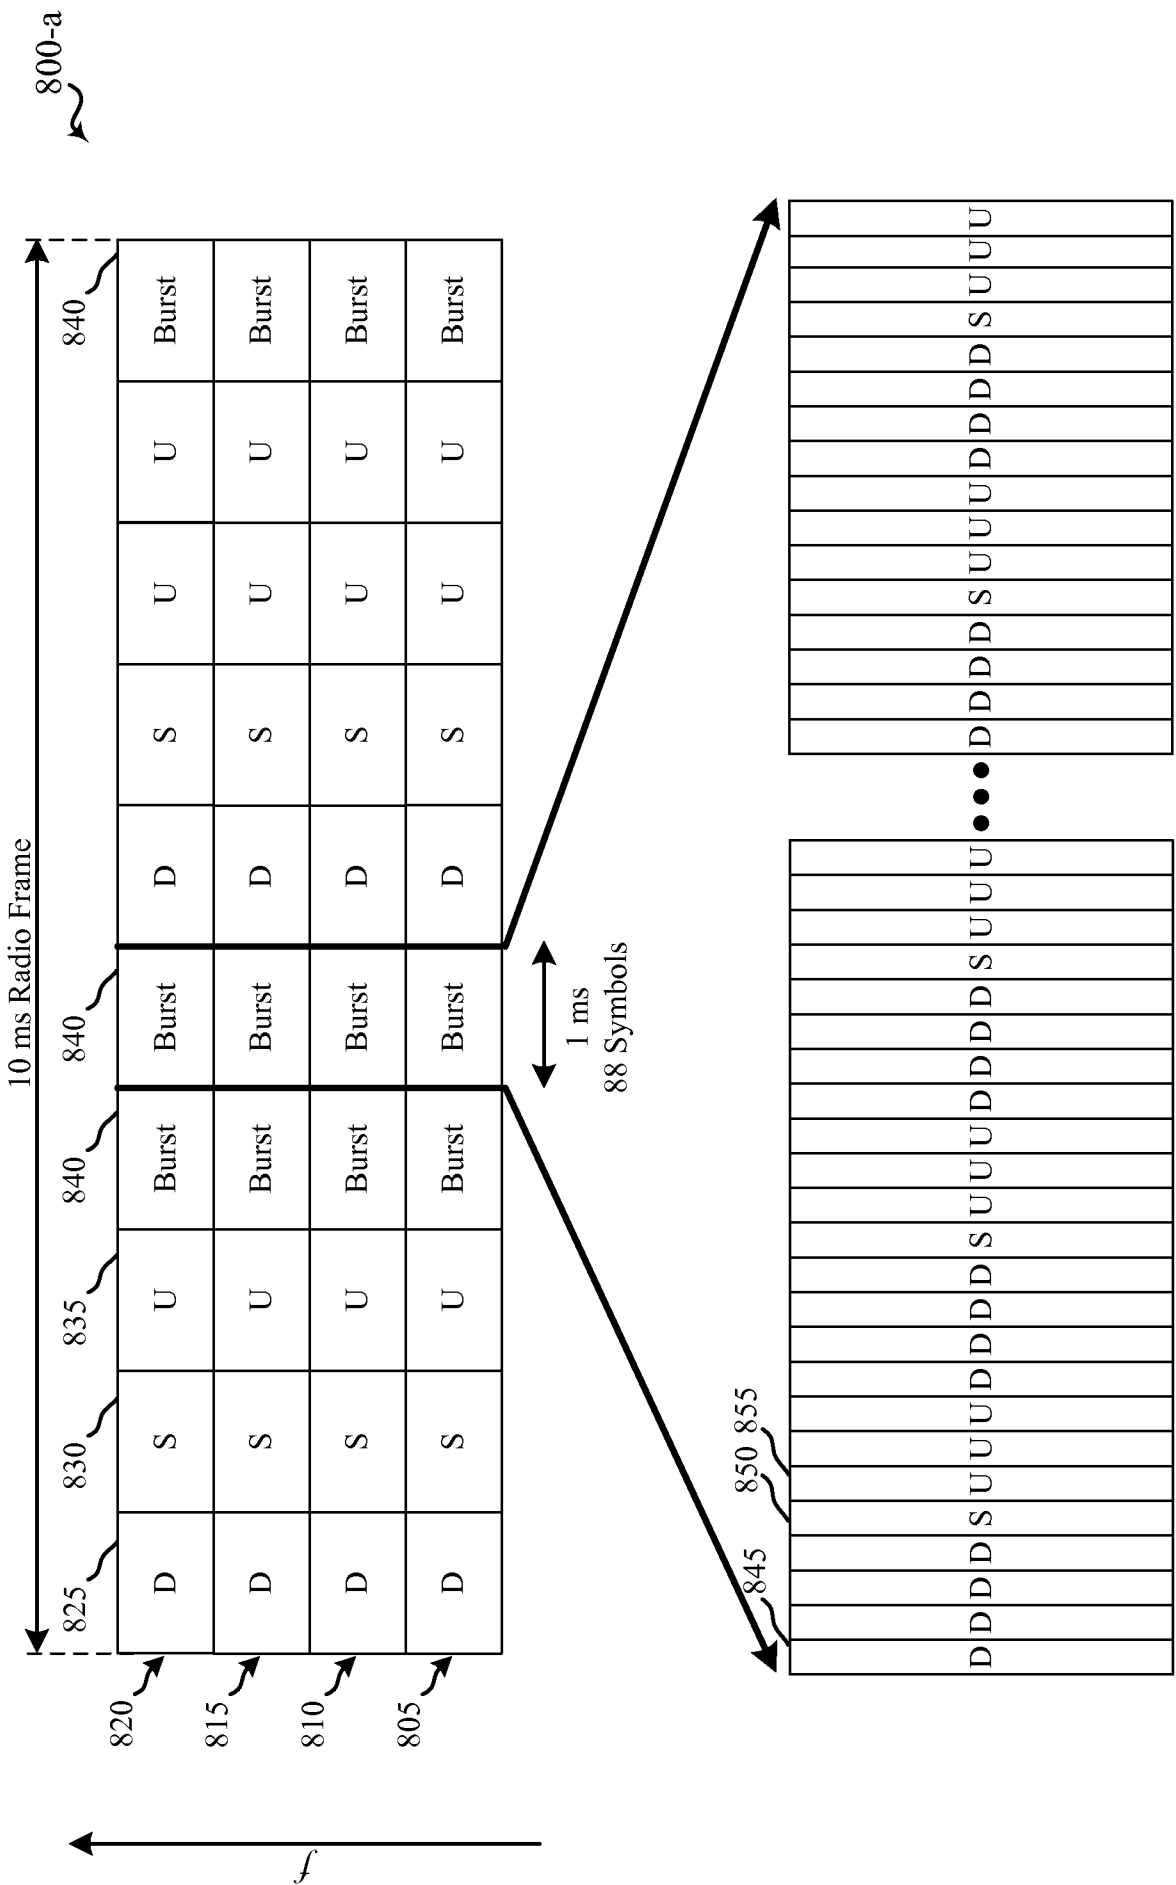 800-a
10 ms Radio Frame
825 830 835 840 840 840
820 D S U Burst Burst D S U U Burst
815 D S U Burst Burst D S U U Burst
810 D S U Burst Burst D S U U Burst
805 D S U Burst Burst D S U U Burst
f
1 ms
88 Symbols
845 850 855
D D D D S U U U D D D D S U U U D D D D S U U U ••• D D D D S U U U D D D D S U U U